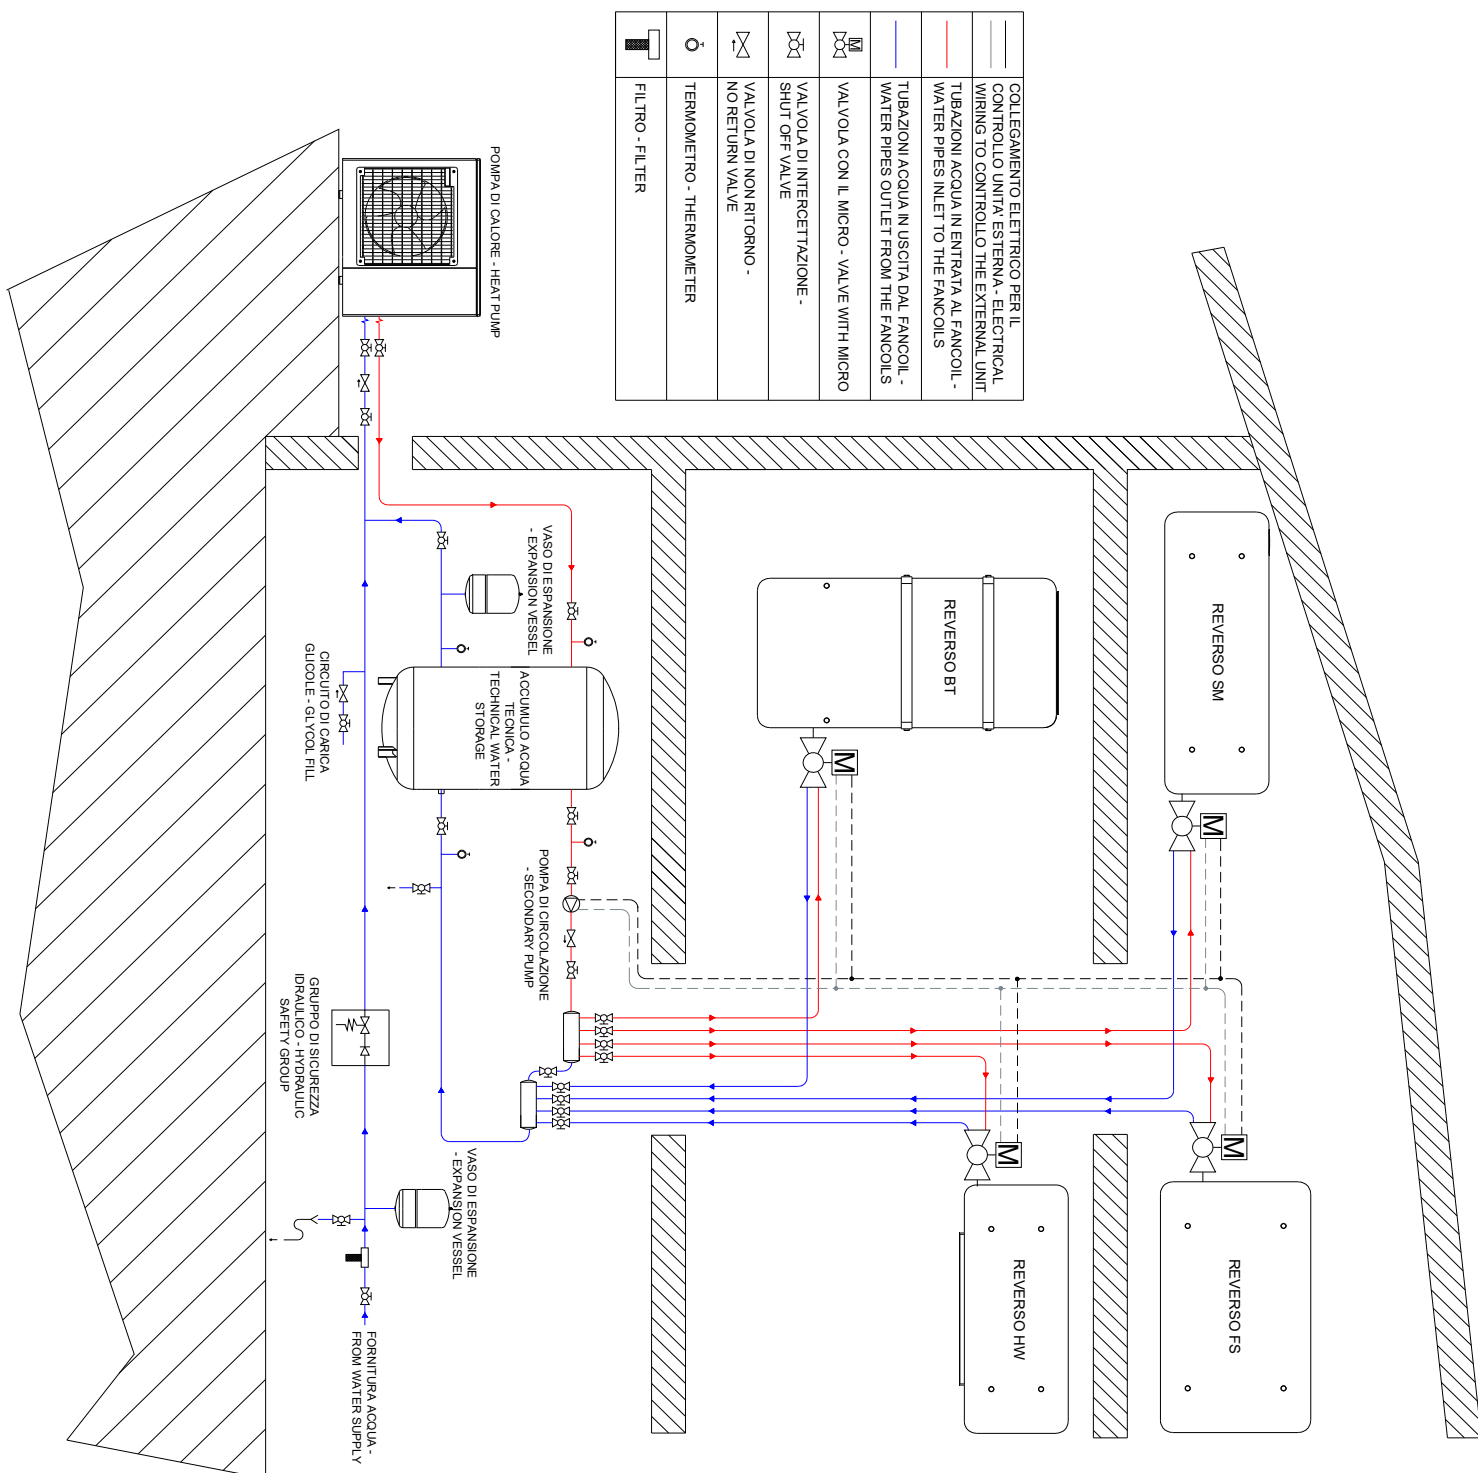 COLLEGAMENTO ELETTRICO PER IL
CONTROLLO UNITA' ESTERNA - ELECTRICAL
WIRING TO CONTROLLO THE EXTERNAL UNIT
TUBAZIONI ACQUA IN ENTRATA AL FANCOIL -
WATER PIPES INLET TO THE FANCOILS
TUBAZIONI ACQUA IN USCITA DAL FANCOIL -
WATER PIPES OUTLET FROM THE FANCOILS
M
VALVOLA CON IL MICRO - VALVE WITH MICRO
VALVOLA DI INTERCETTAZIONE -
SHUT OFF VALVE
VALVOLA DI NON RITORNO -
NO RETURN VALVE
TERMOMETRO - THERMOMETER
FILTRO - FILTER
POMPA DI CALORE - HEAT PUMP
REVERSO SM
M
REVERSO BT
M
VASO DI ESPANSIONE
- EXPANSION VESSEL
ACCUMULO ACQUA
TECNICA -
TECHNICAL WATER
STORAGE
CIRCUITO DI CARICA
GLICOLE - GLYCOL FILL
POMPA DI CIRCOLAZIONE
- SECONDARY PUMP
GRUPPO DI SICUREZZA
IDRAULICO - HYDRAULIC
SAFETY GROUP
M
REVERSO FS
M
REVERSO HW
VASO DI ESPANSIONE
- EXPANSION VESSEL
FORNITURA ACQUA -
FROM WATER SUPPLY